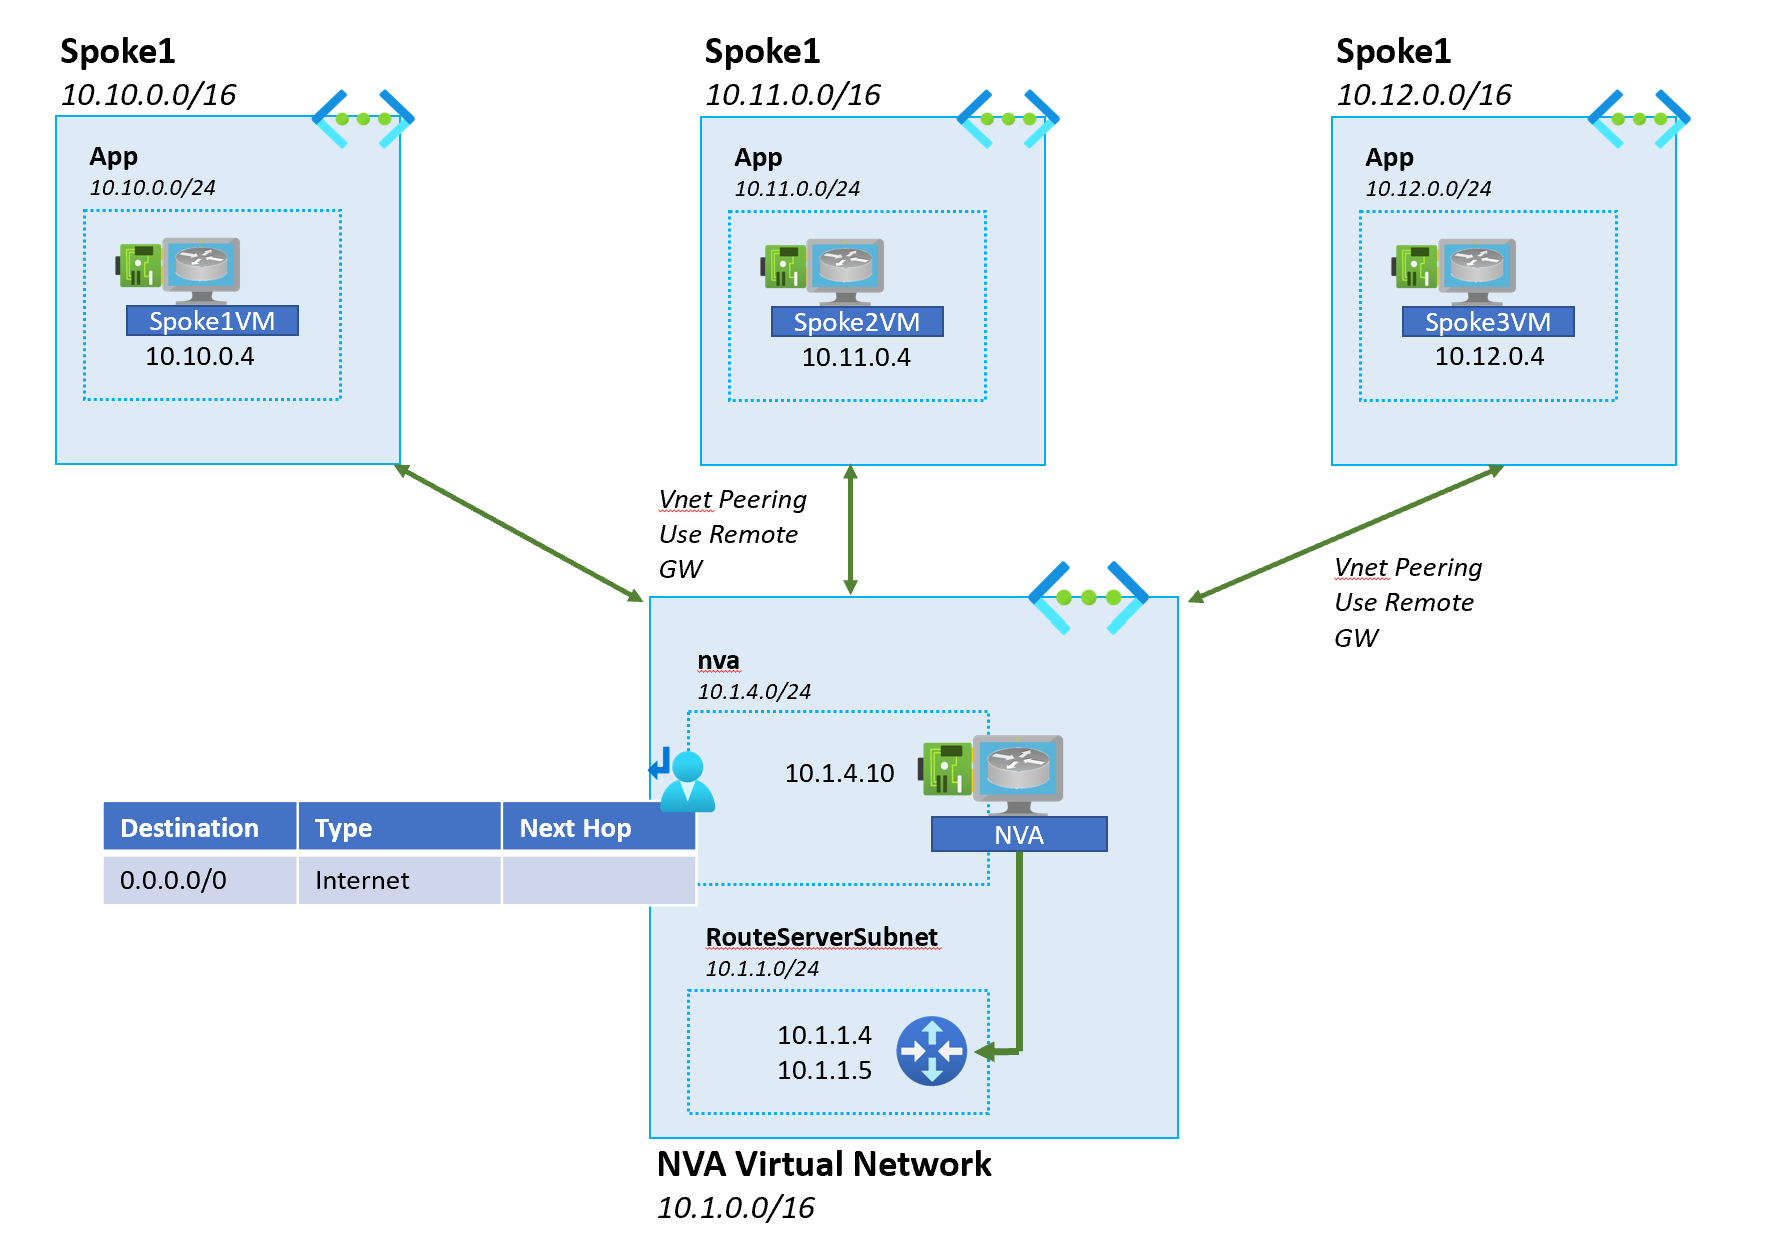 Spoke1
10.10.0.0/16
App
10.10.0.0/24
Spoke1VM
10.10.0.4
Spoke1
10.11.0.0/16
App
10.11.0.0/24
Spoke2VM
10.11.0.4
Spoke1
10.12.0.0/16
App
10.12.0.0/24
Spoke3VM
10.12.0.4
Vnet Peering
Use Remote
GW
Vnet Peering
Use Remote
GW
nva
10.1.4.0/24
10.1.4.10
NVA
Destination Type Next Hop
0.0.0.0/0 Internet
RouteServerSubnet
10.1.1.0/24
10.1.1.4
10.1.1.5
NVA Virtual Network
10.1.0.0/16